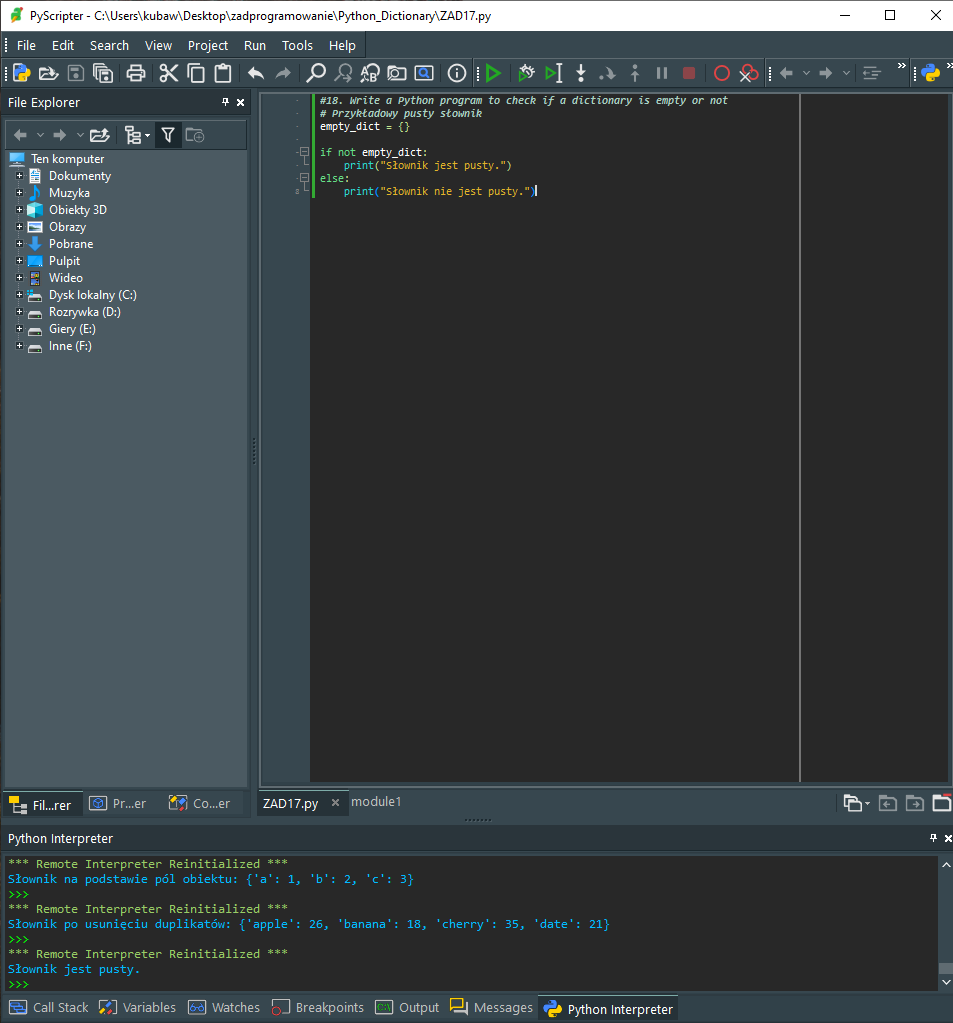 PyScripter - C:\Users\kubaw\Desktop\zadprogramowanie\Python_Dictionary\ZAD17.py
File Edit Search View Project Run Tools Help
File Explorer
Ten komputer
Dokumenty
Muzyka
Obiekty 3D
Obrazy
Pobrane
Pulpit
Wideo
Dysk lokalny (C:)
Rozrywka (D:)
Giery (E:)
Inne (F:)
Fil...rer Pr...er Co...er
#18. Write a Python program to check if a dictionary is empty or not
# Przykładowy pusty słownik
empty_dict = {}
if not empty_dict:
    print("Słownik jest pusty.")
else:
8     print("Słownik nie jest pusty.")
ZAD17.py module1
Python Interpreter
*** Remote Interpreter Reinitialized ***
Słownik na podstawie pól obiektu: {'a': 1, 'b': 2, 'c': 3}
>>>
*** Remote Interpreter Reinitialized ***
Słownik po usunięciu duplikatów: {'apple': 26, 'banana': 18, 'cherry': 35, 'date': 21}
>>>
*** Remote Interpreter Reinitialized ***
Słownik jest pusty.
>>>
Call Stack Variables Watches Breakpoints Output Messages Python Interpreter